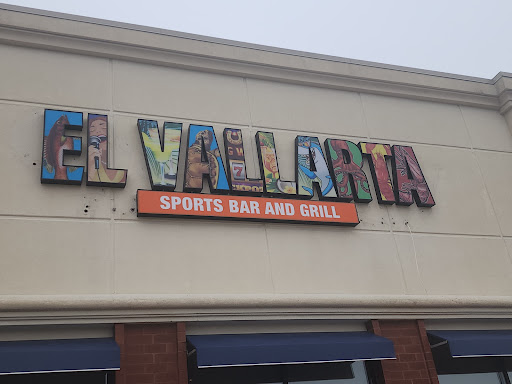 EL VALLARTA
SPORTS BAR AND GRILL